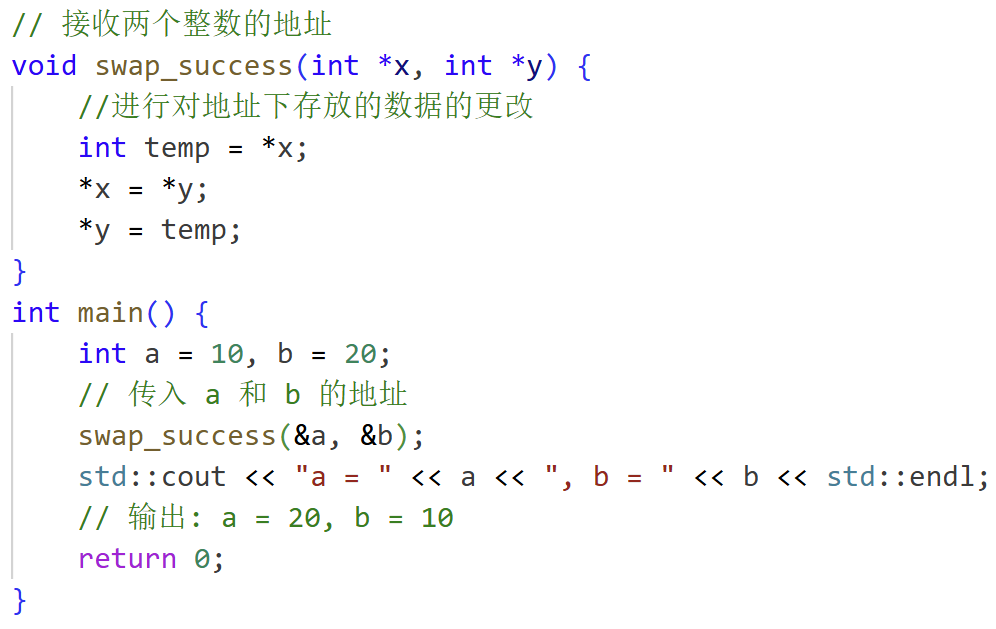 // 接收两个整数的地址
void swap_success(int *x, int *y) {
    //进行对地址下存放的数据的更改
    int temp = *x;
    *x = *y;
    *y = temp;
}
int main() {
    int a = 10, b = 20;
    // 传入 a 和 b 的地址
    swap_success(&a, &b);
    std::cout << "a = " << a << ", b = " << b << std::endl;
    // 输出: a = 20, b = 10
    return 0;
}